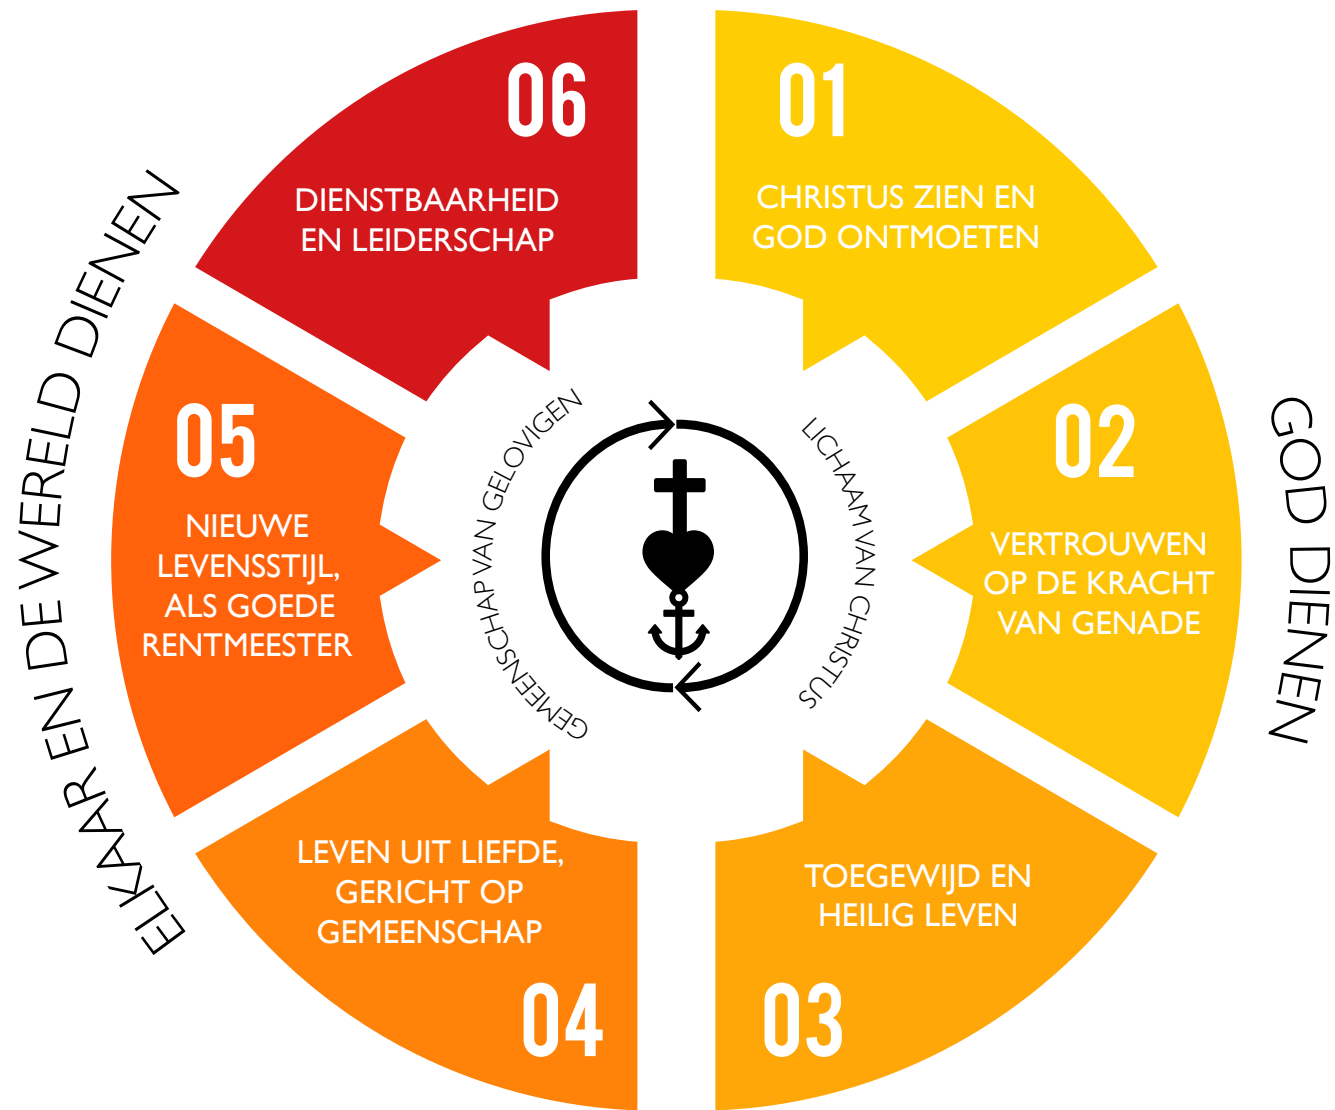 06
DIENSTBAARHEID
EN LEIDERSCHAP
01
CHRISTUS ZIEN EN
GOD ONTMOETEN
02
VERTROUWEN
OP DE KRACHT
VAN GENADE
TOEGEWIJD EN
HEILIG LEVEN
03
LEVEN UIT LIEFDE,
GERICHT OP
GEMEENSCHAP
04
05
NIEUWE
LEVENSSTIJL,
ALS GOEDE
RENTMEESTER
ELKAAR EN DE WERELD DIENEN
GOD DIENEN
GEMEENSCHAP VAN GELOVIGEN
LICHAAM VAN CHRISTUS